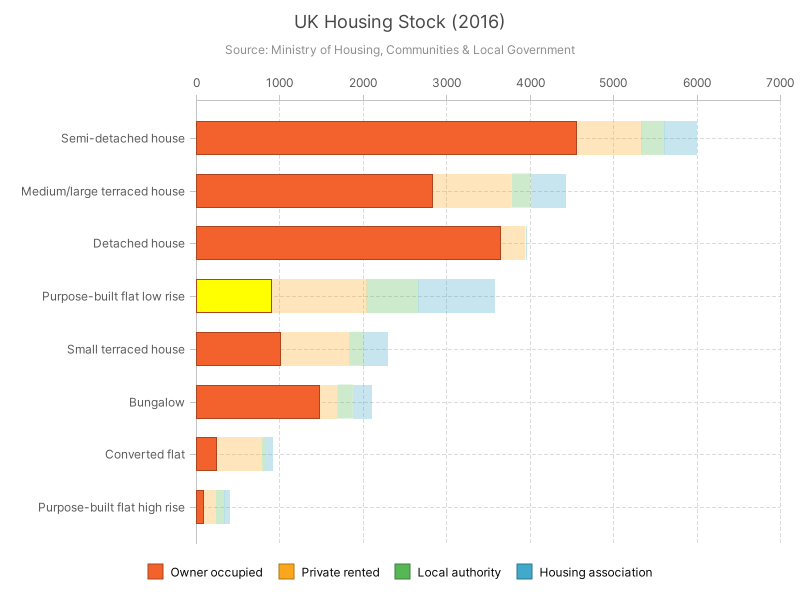 UK Housing Stock (2016)
Source: Ministry of Housing, Communities & Local Government
0 1000 2000 3000 4000 5000 6000 7000
Semi-detached house
Medium/large terraced house
Detached house
Purpose-built flat low rise
Small terraced house
Bungalow
Converted flat
Purpose-built flat high rise
Owner occupied Private rented Local authority Housing association